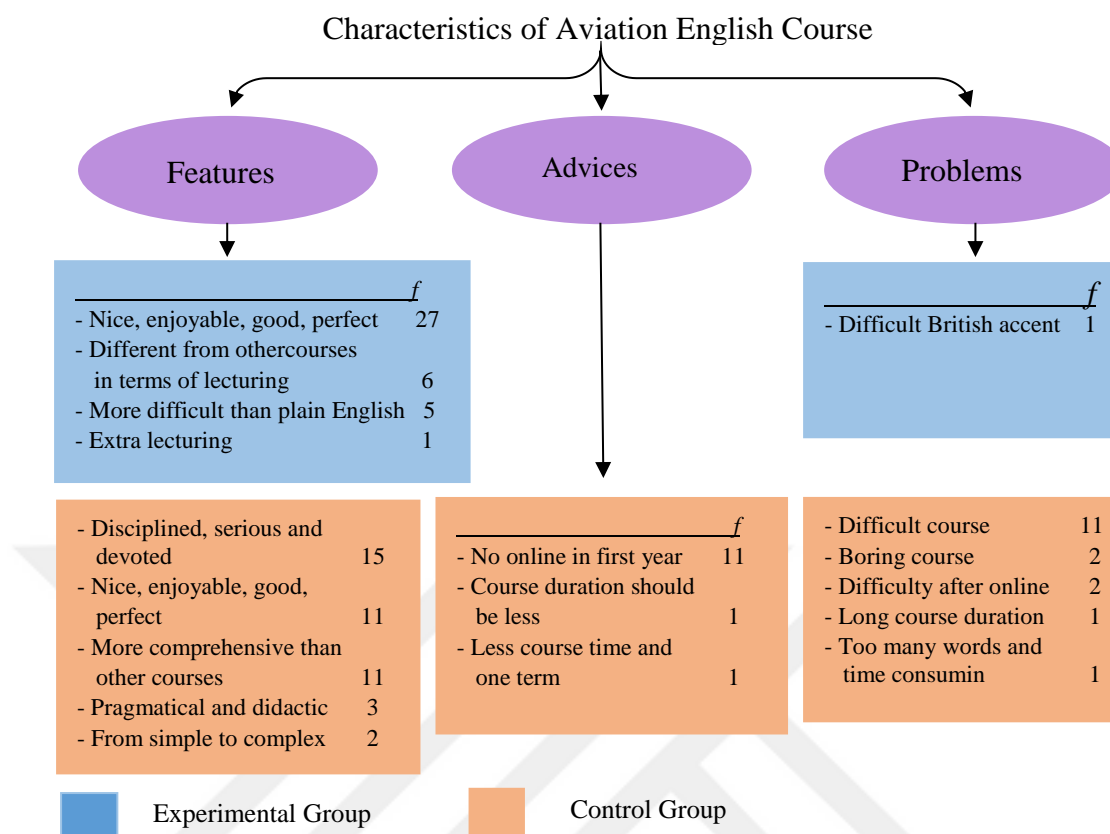 Characteristics of Aviation English Course
Features
Advices
Problems
f
- Nice, enjoyable, good, perfect 27
- Different from othercourses
in terms of lecturing 6
- More difficult than plain English 5
- Extra lecturing 1
f
- Difficult British accent 1
- Disciplined, serious and
devoted 15
- Nice, enjoyable, good,
perfect 11
- More comprehensive than
other courses 11
- Pragmatical and didactic 3
- From simple to complex 2
f
- No online in first year 11
- Course duration should
be less 1
- Less course time and
one term 1
- Difficult course 11
- Boring course 2
- Difficulty after online 2
- Long course duration 1
- Too many words and
time consumin 1
Experimental Group
Control Group